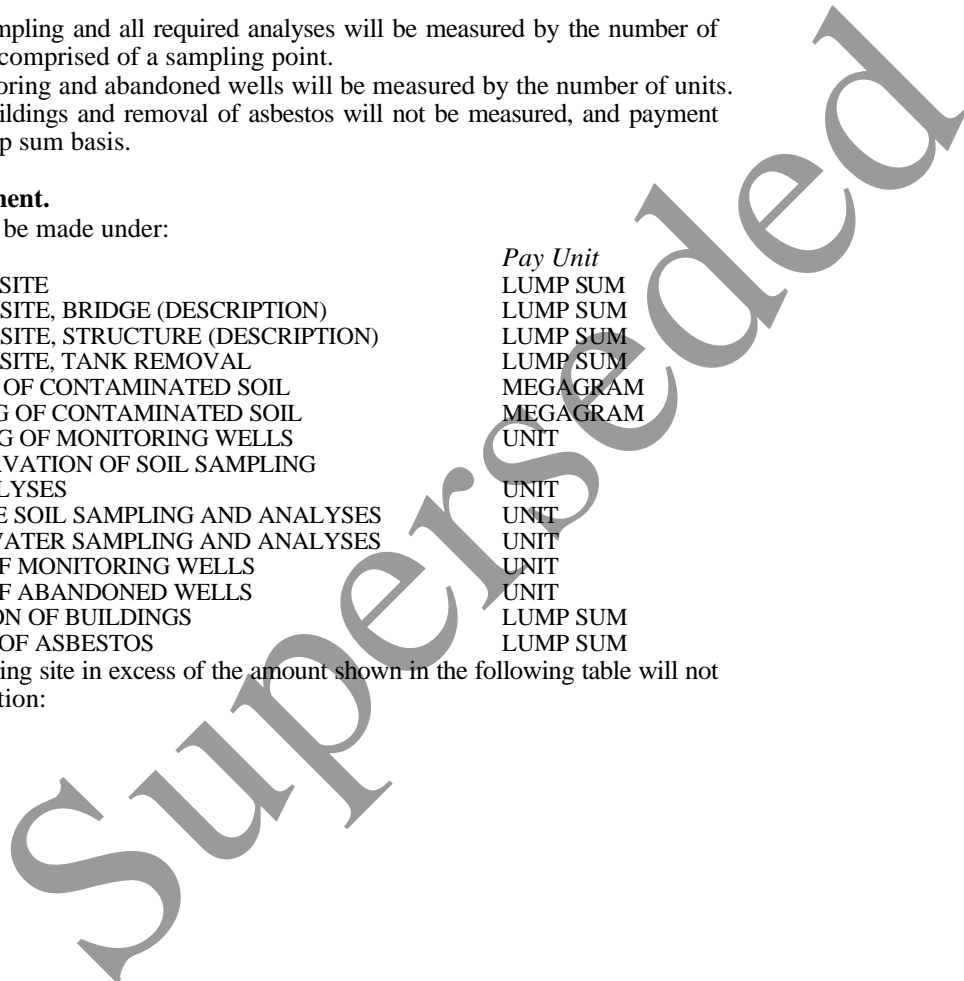 mpling and all required analyses will be measured by the number of
comprised of a sampling point.
oring and abandoned wells will be measured by the number of units.
ildings and removal of asbestos will not be measured, and payment
p sum basis.
nent.
be made under:
Pay Unit
SITE LUMP SUM
SITE, BRIDGE (DESCRIPTION) LUMP SUM
SITE, STRUCTURE (DESCRIPTION) LUMP SUM
SITE, TANK REMOVAL LUMP SUM
OF CONTAMINATED SOIL MEGAGRAM
G OF CONTAMINATED SOIL MEGAGRAM
G OF MONITORING WELLS UNIT
AVATION OF SOIL SAMPLING
LYSES UNIT
E SOIL SAMPLING AND ANALYSES UNIT
WATER SAMPLING AND ANALYSES UNIT
F MONITORING WELLS UNIT
F ABANDONED WELLS UNIT
ON OF BUILDINGS LUMP SUM
OF ASBESTOS LUMP SUM
ring site in excess of the amount shown in the following table will not
tion:
Superseded